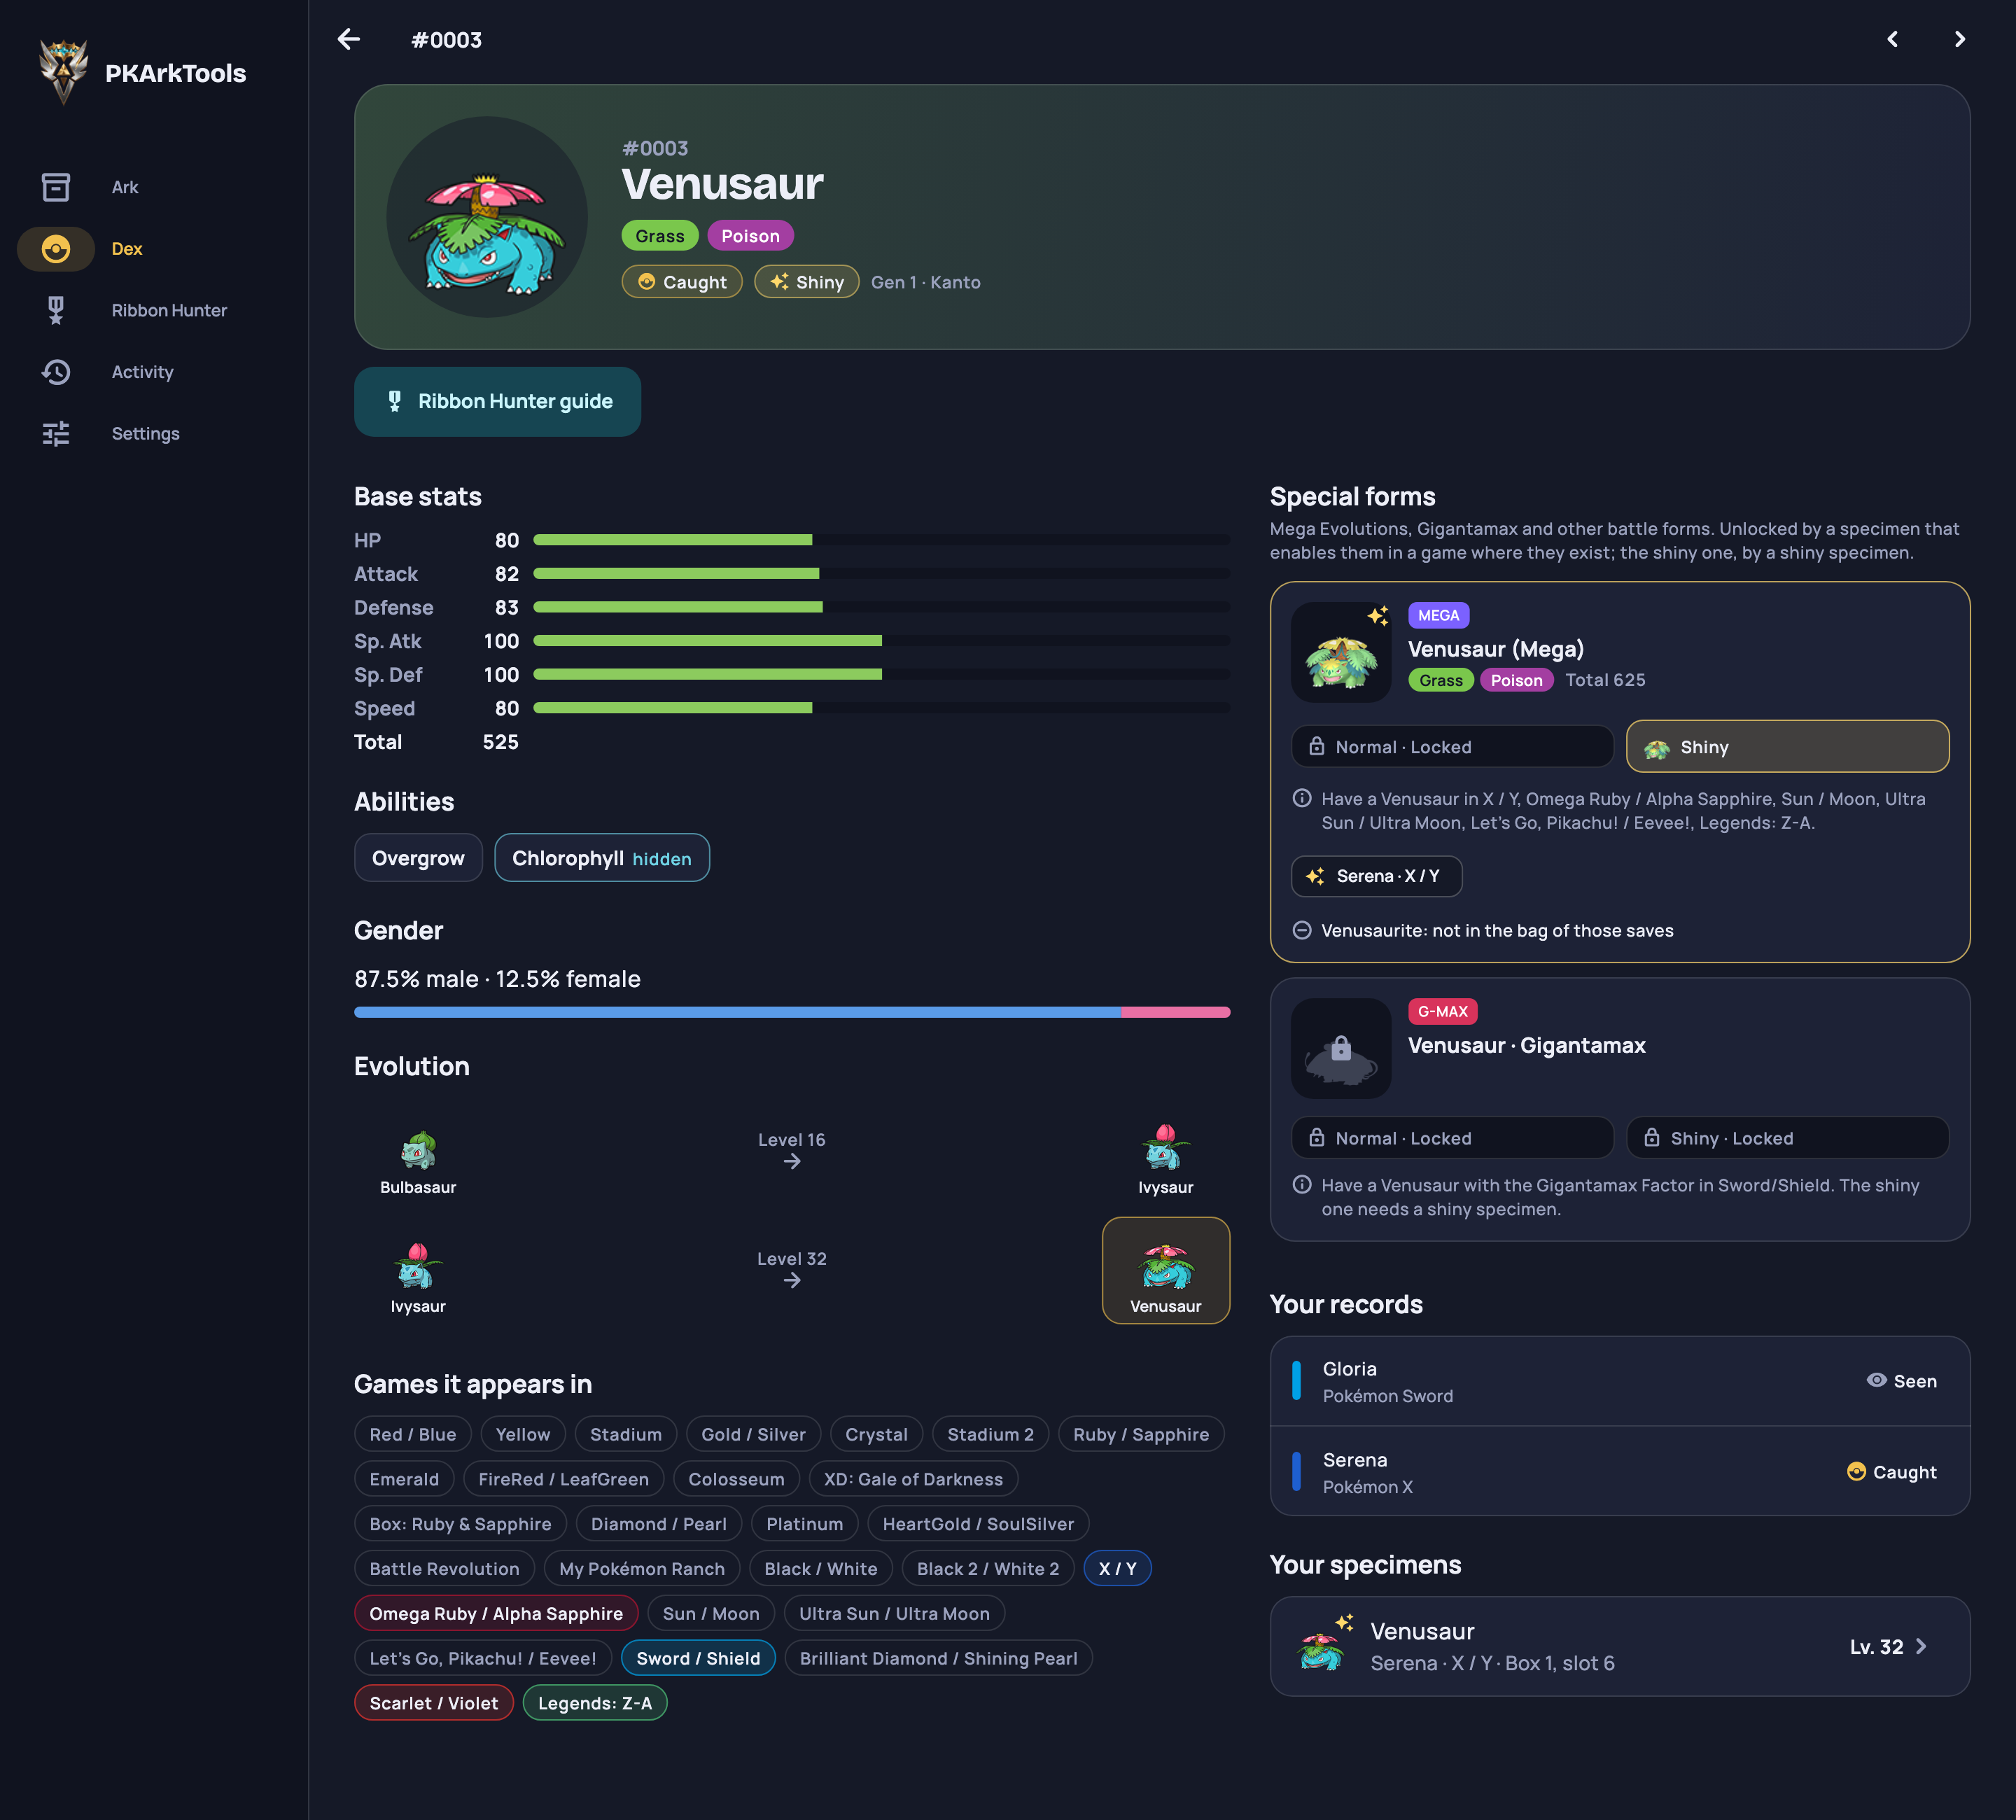 PKArkTools
Ark
Dex
Ribbon Hunter
Activity
Settings
#0003
#0003
Venusaur
Grass Poison
Caught Shiny Gen 1 · Kanto
Ribbon Hunter guide
Base stats
HP 80
Attack 82
Defense 83
Sp. Atk 100
Sp. Def 100
Speed 80
Total 525
Abilities
Overgrow Chlorophyll hidden
Gender
87.5% male · 12.5% female
Evolution
Level 16
Bulbasaur Ivysaur
Level 32
Ivysaur Venusaur
Games it appears in
Red / Blue Yellow Stadium Gold / Silver Crystal Stadium 2 Ruby / Sapphire
Emerald FireRed / LeafGreen Colosseum XD: Gale of Darkness
Box: Ruby & Sapphire Diamond / Pearl Platinum HeartGold / SoulSilver
Battle Revolution My Pokémon Ranch Black / White Black 2 / White 2 X / Y
Omega Ruby / Alpha Sapphire Sun / Moon Ultra Sun / Ultra Moon
Let's Go, Pikachu! / Eevee! Sword / Shield Brilliant Diamond / Shining Pearl
Scarlet / Violet Legends: Z-A
Special forms
Mega Evolutions, Gigantamax and other battle forms. Unlocked by a specimen that
enables them in a game where they exist; the shiny one, by a shiny specimen.
MEGA
Venusaur (Mega)
Grass Poison Total 625
Normal · Locked Shiny
Have a Venusaur in X / Y, Omega Ruby / Alpha Sapphire, Sun / Moon, Ultra
Sun / Ultra Moon, Let's Go, Pikachu! / Eevee!, Legends: Z-A.
Serena · X / Y
Venusaurite: not in the bag of those saves
G-MAX
Venusaur · Gigantamax
Normal · Locked Shiny · Locked
Have a Venusaur with the Gigantamax Factor in Sword/Shield. The shiny
one needs a shiny specimen.
Your records
Gloria
Pokémon Sword
Seen
Serena
Pokémon X
Caught
Your specimens
Venusaur
Serena · X / Y · Box 1, slot 6
Lv. 32